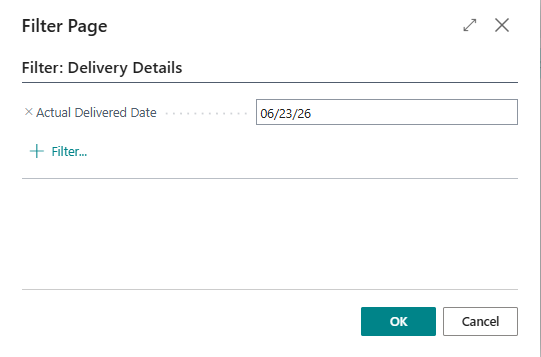 Filter Page
Filter: Delivery Details
Actual Delivered Date
06/23/26
Filter...
OK
Cancel